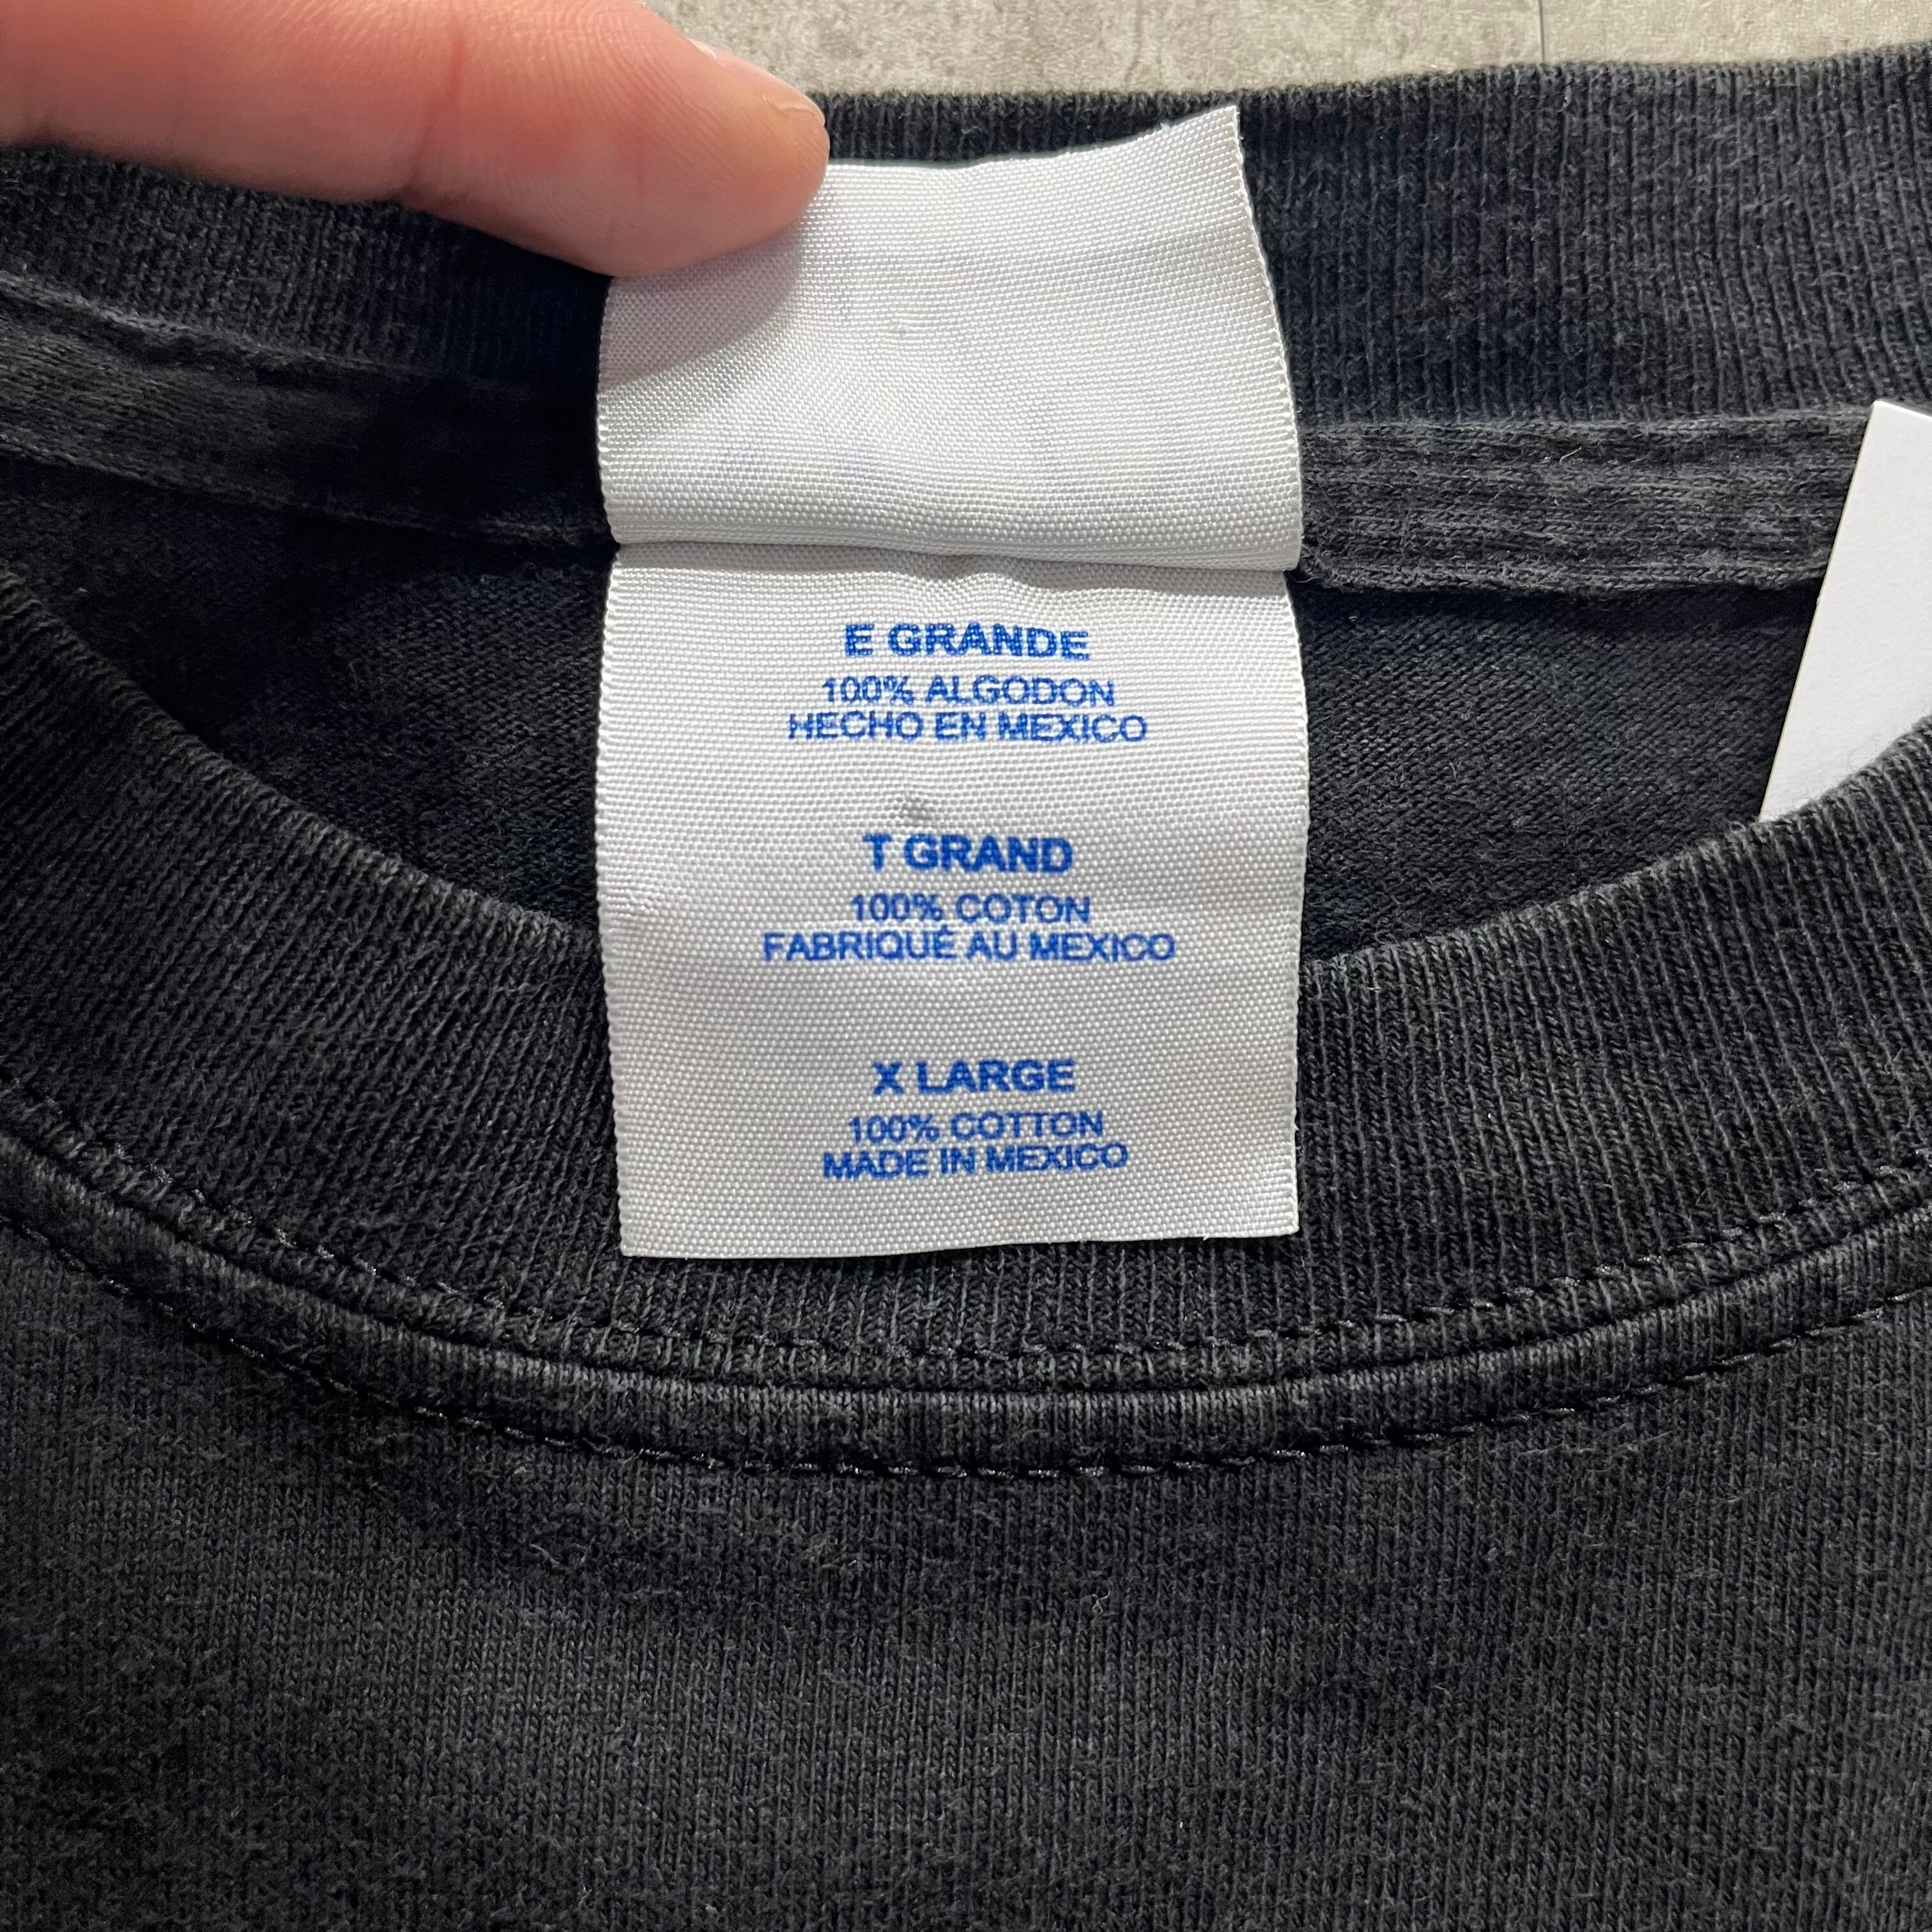 E GRANDE
100% ALGODON
HECHO EN MEXICO
T GRAND
100% COTON
FABRIQUÉ AU MEXICO
X LARGE
100% COTTON
MADE IN MEXICO